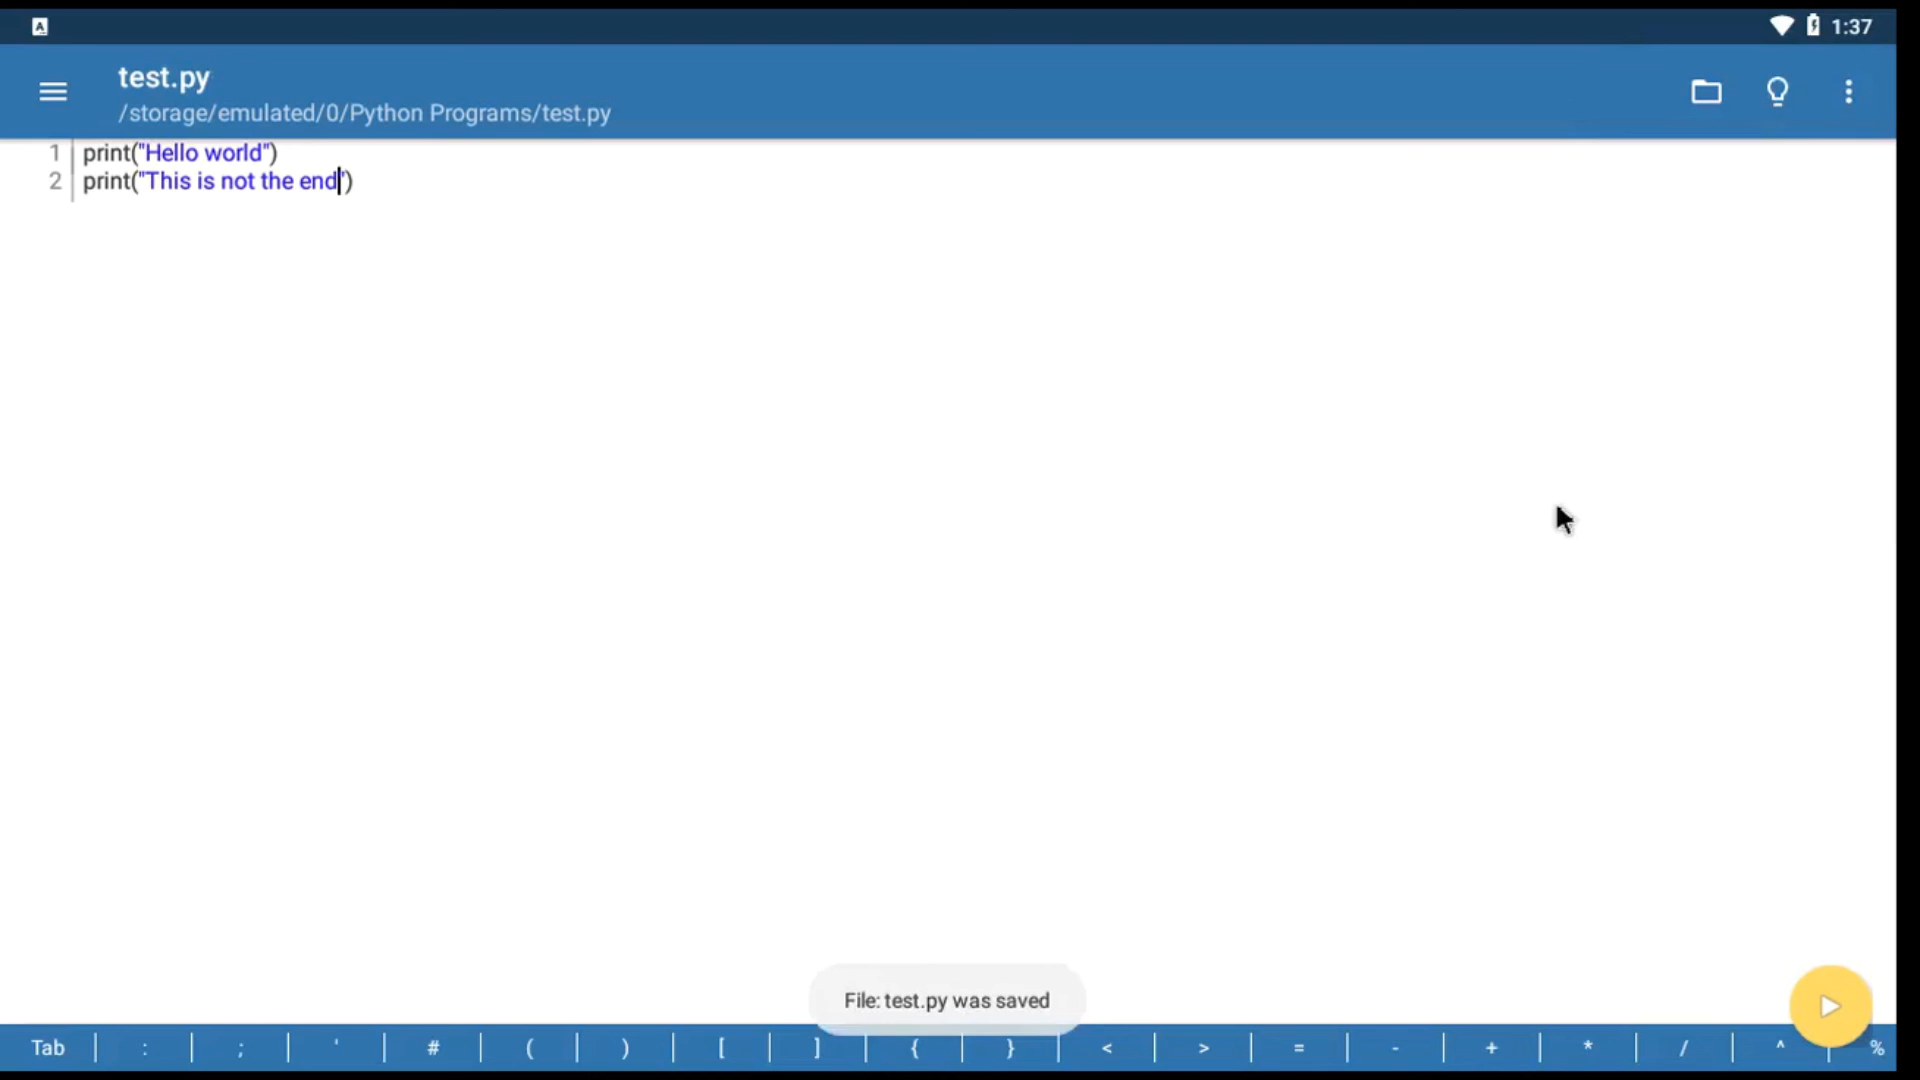 A
1:37
test.py
/storage/emulated/0/Python Programs/test.py
1 print("Hello world")
2 print("This is not the end")
File: test.py was saved
Tab : ; ' # ( ) [ ] { } < > = - + * / ^ %